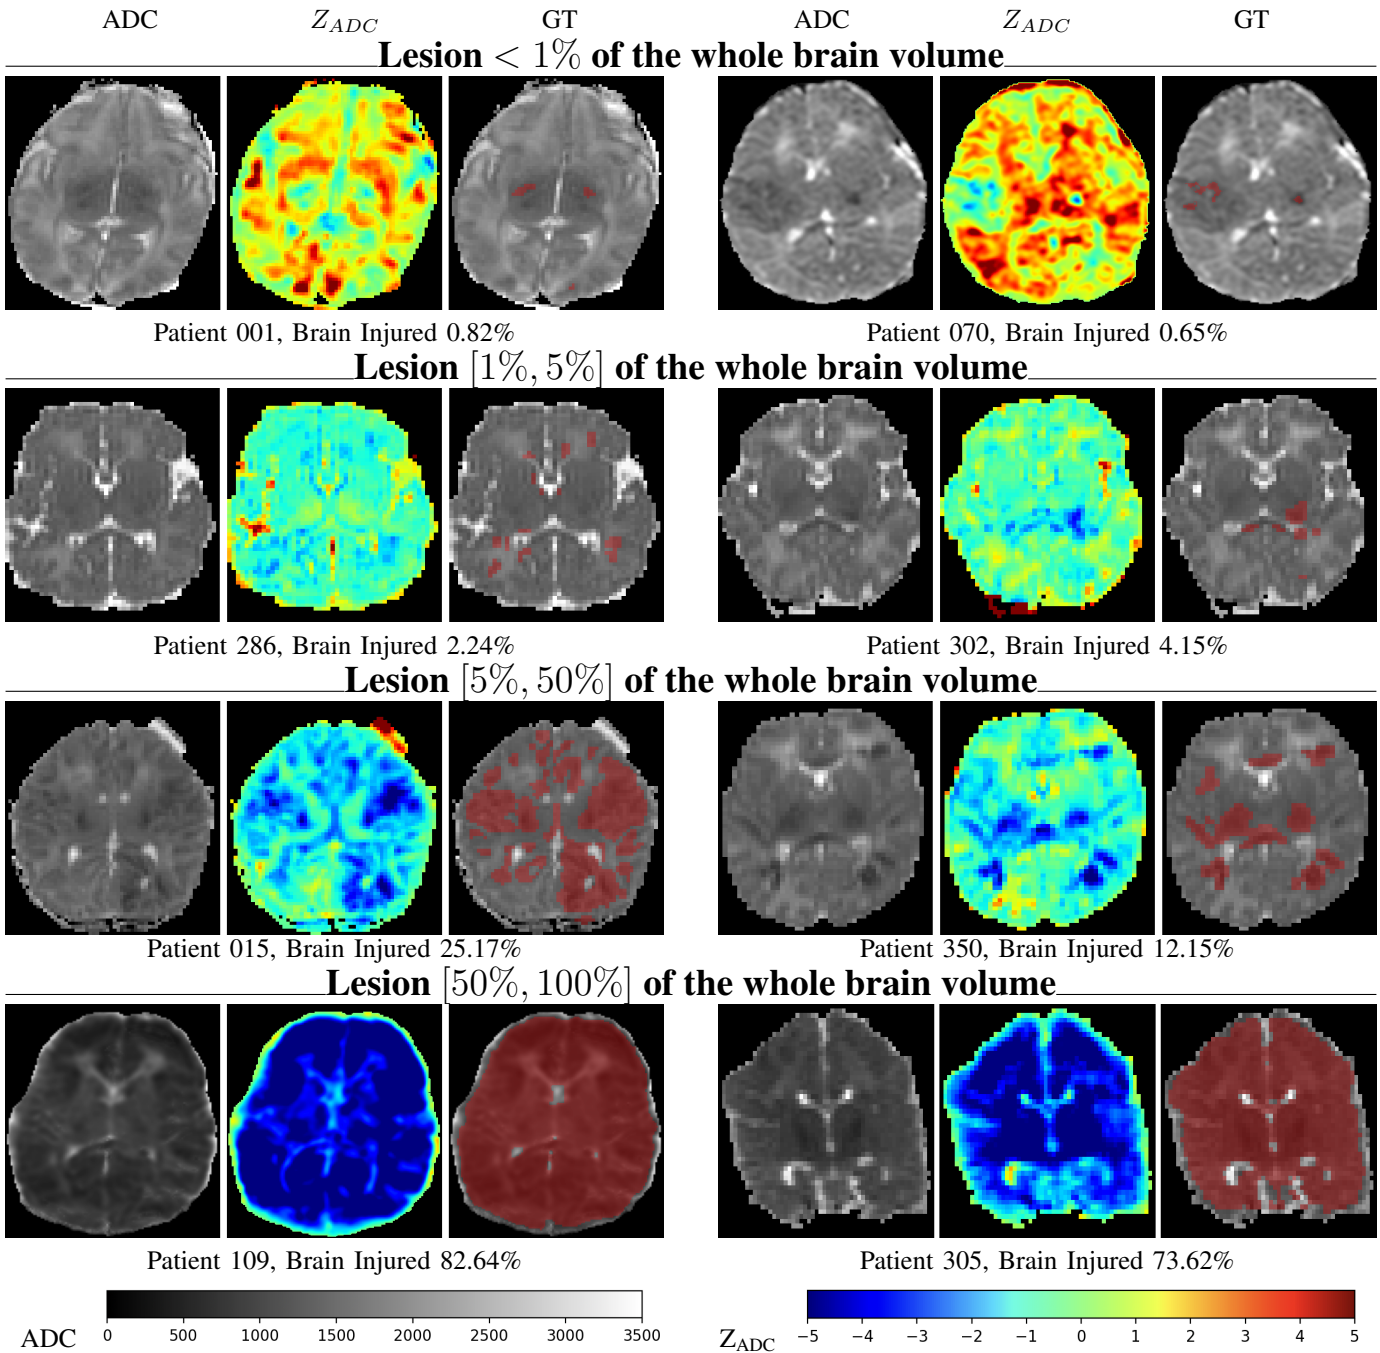 ADC Z_ADC GT ADC Z_ADC GT
Lesion < 1% of the whole brain volume
Patient 001, Brain Injured 0.82% Patient 070, Brain Injured 0.65%
Lesion [1%, 5%] of the whole brain volume
Patient 286, Brain Injured 2.24% Patient 302, Brain Injured 4.15%
Lesion [5%, 50%] of the whole brain volume
Patient 015, Brain Injured 25.17% Patient 350, Brain Injured 12.15%
Lesion [50%, 100%] of the whole brain volume
Patient 109, Brain Injured 82.64% Patient 305, Brain Injured 73.62%
ADC 0 500 1000 1500 2000 2500 3000 3500 Z_ADC −5 −4 −3 −2 −1 0 1 2 3 4 5